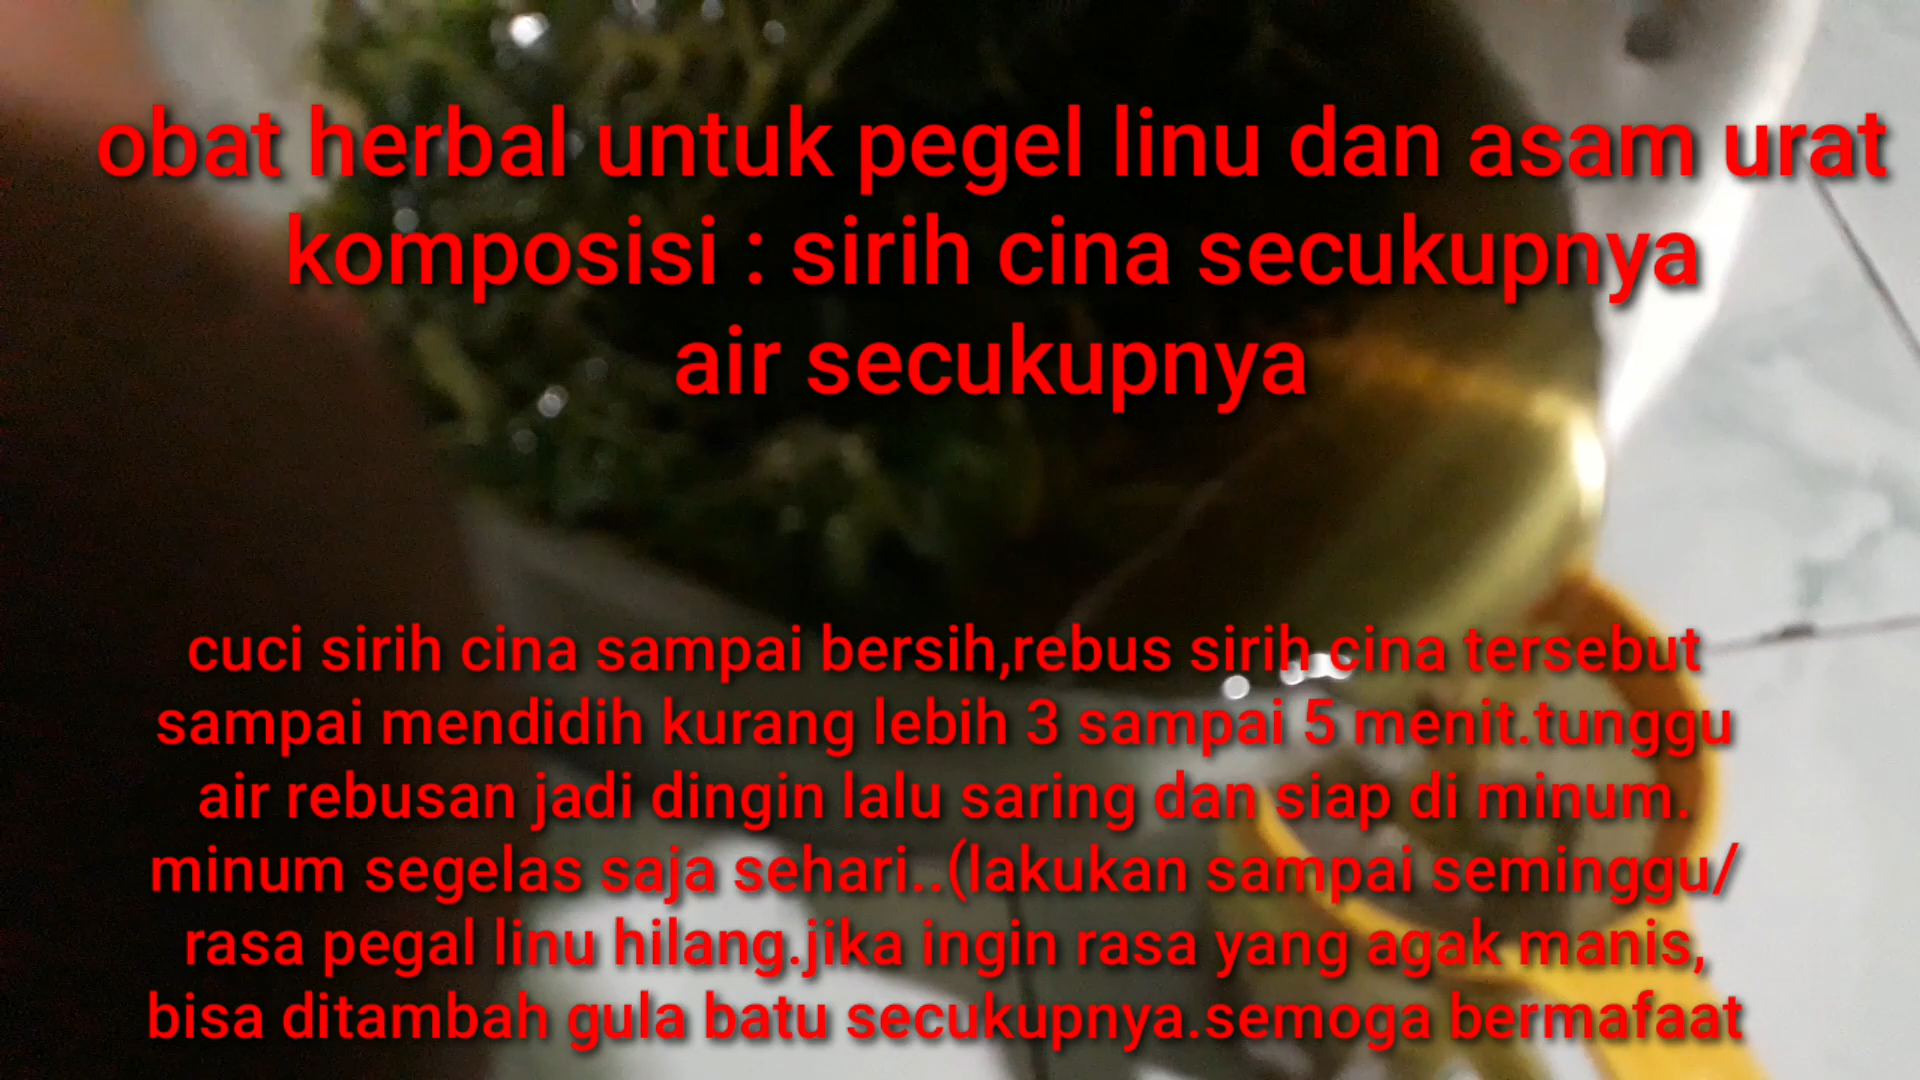 obat herbal untuk pegel linu dan asam urat
komposisi : sirih cina secukupnya
air secukupnya
cuci sirih cina sampai bersih,rebus sirih cina tersebut
sampai mendidih kurang lebih 3 sampai 5 menit.tunggu
air rebusan jadi dingin lalu saring dan siap di minum.
minum segelas saja sehari..(lakukan sampai seminggu/
rasa pegal linu hilang.jika ingin rasa yang agak manis,
bisa ditambah gula batu secukupnya.semoga bermafaat